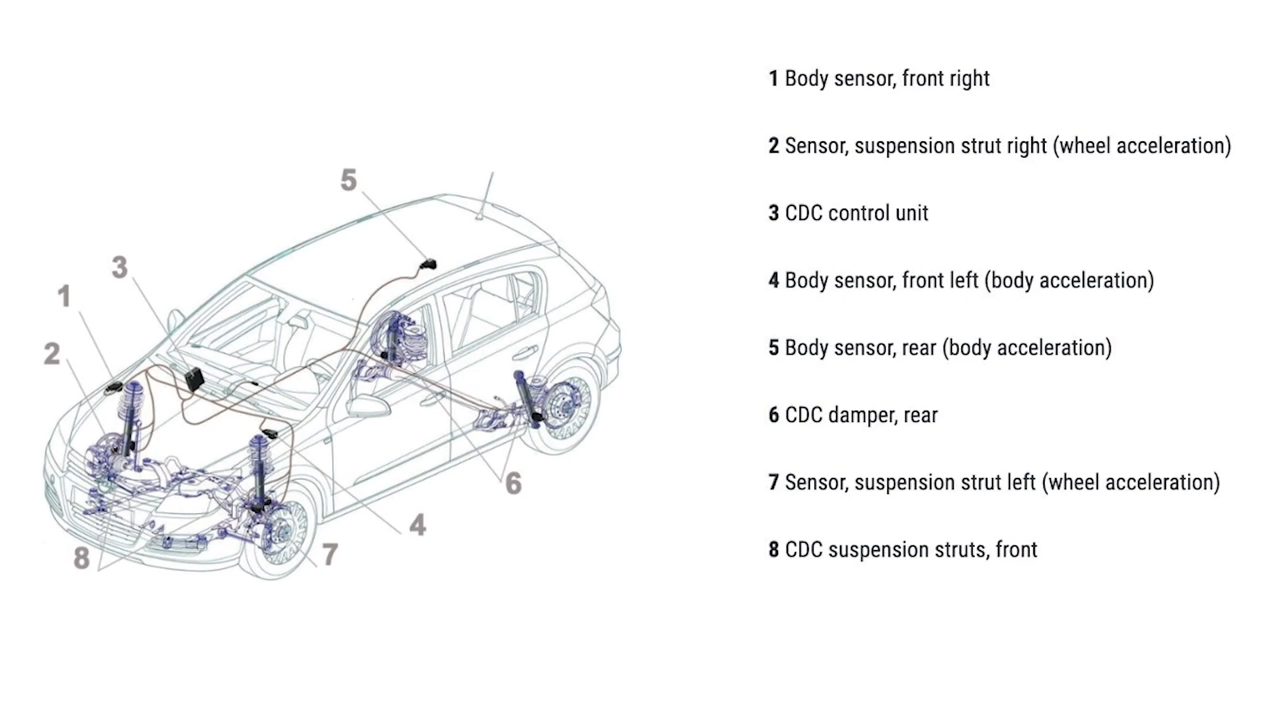 1 Body sensor, front right
2 Sensor, suspension strut right (wheel acceleration)
3 CDC control unit
4 Body sensor, front left (body acceleration)
5 Body sensor, rear (body acceleration)
6 CDC damper, rear
7 Sensor, suspension strut left (wheel acceleration)
8 CDC suspension struts, front
5
3
1
2
6
4
7
8